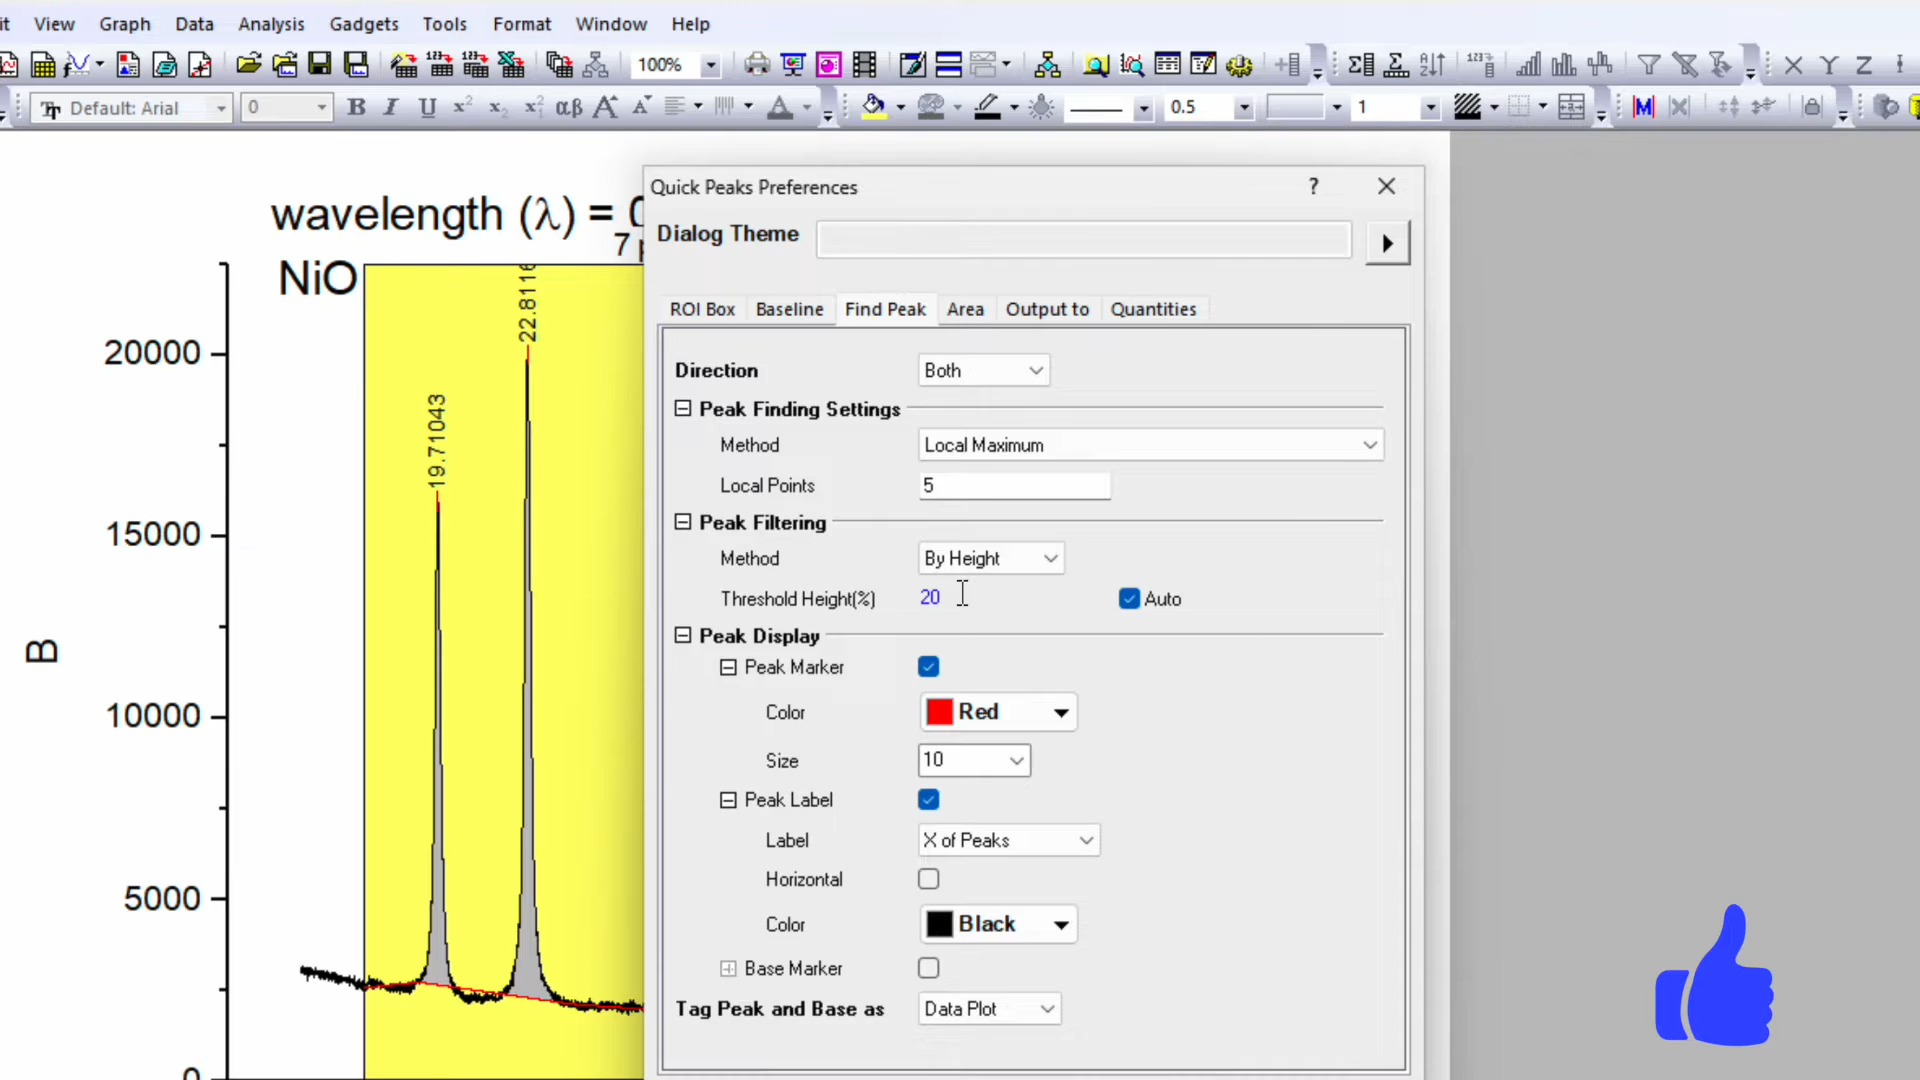 View Graph Data Analysis Gadgets Tools Format Window Help
100%
Default: Arial 0 B I U αβ A 0.5 1
Quick Peaks Preferences ? ×
wavelength (λ) =
Dialog Theme
7
NiO
ROI Box Baseline Find Peak Area Output to Quantities
22.8116
20000
Direction Both
Peak Finding Settings
19.71043
Method Local Maximum
Local Points 5
15000
Peak Filtering
Method By Height
Threshold Height(%) 20 Auto
Peak Display
B
Peak Marker
10000
Color Red
Size 10
Peak Label
Label X of Peaks
Horizontal
5000
Color Black
Base Marker
Tag Peak and Base as Data Plot
0